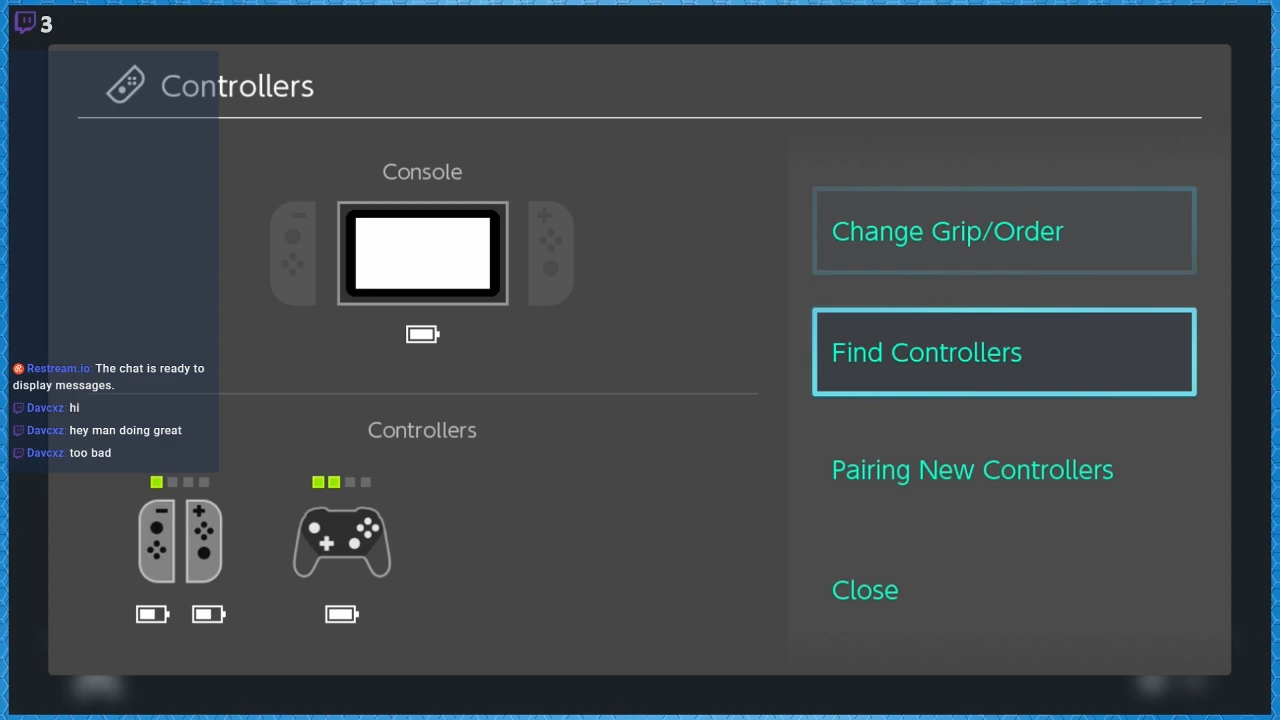 3
Controllers
Console
Change Grip/Order
Find Controllers
Restream.io: The chat is ready to
display messages.
Davcxz: hi
Davcxz: hey man doing great
Davcxz: too bad
Controllers
Pairing New Controllers
Close